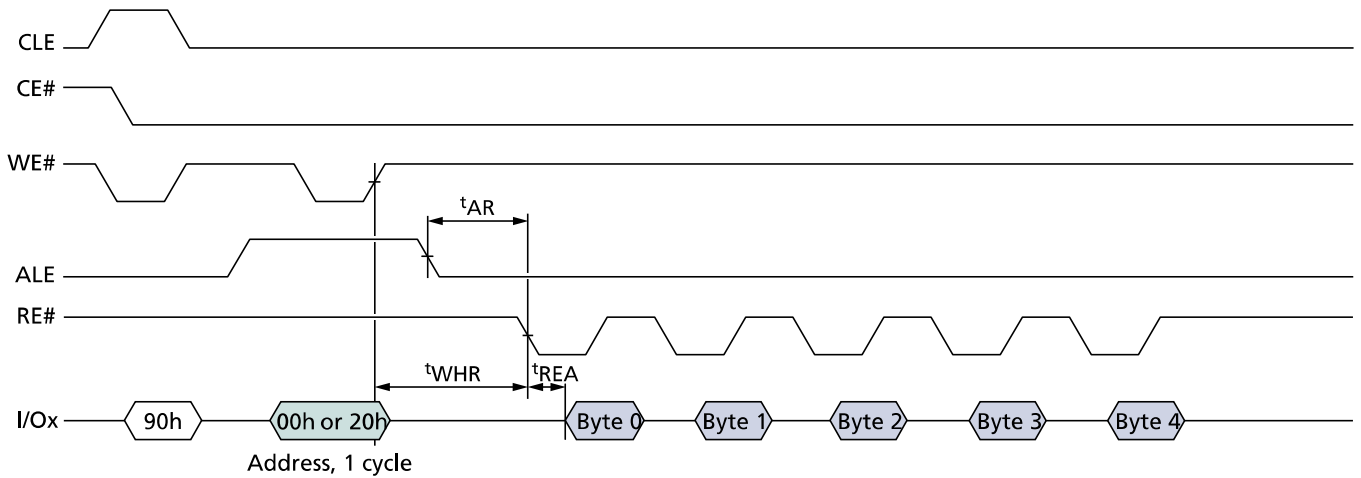 CLE
CE#
WE#
tAR
ALE
RE#
tWHR
tREA
I/Ox
90h
00h or 20h
Byte 0
Byte 1
Byte 2
Byte 3
Byte 4
Address, 1 cycle